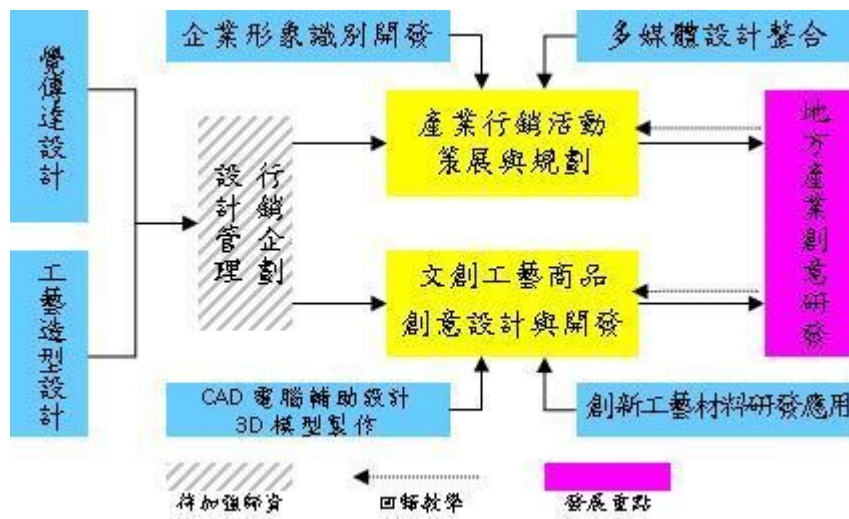 企業形象識別開發
多媒體設計整合
覺傳達設計
產業行銷活動
策展與規劃
地方產業創意研發
行銷企劃
設計管理
工藝造型設計
文創工藝商品
創意設計與開發
CAD 電腦輔助設計
3D 模型製作
創新工藝材料研發應用
待加強師資
回饋教學
發展重點